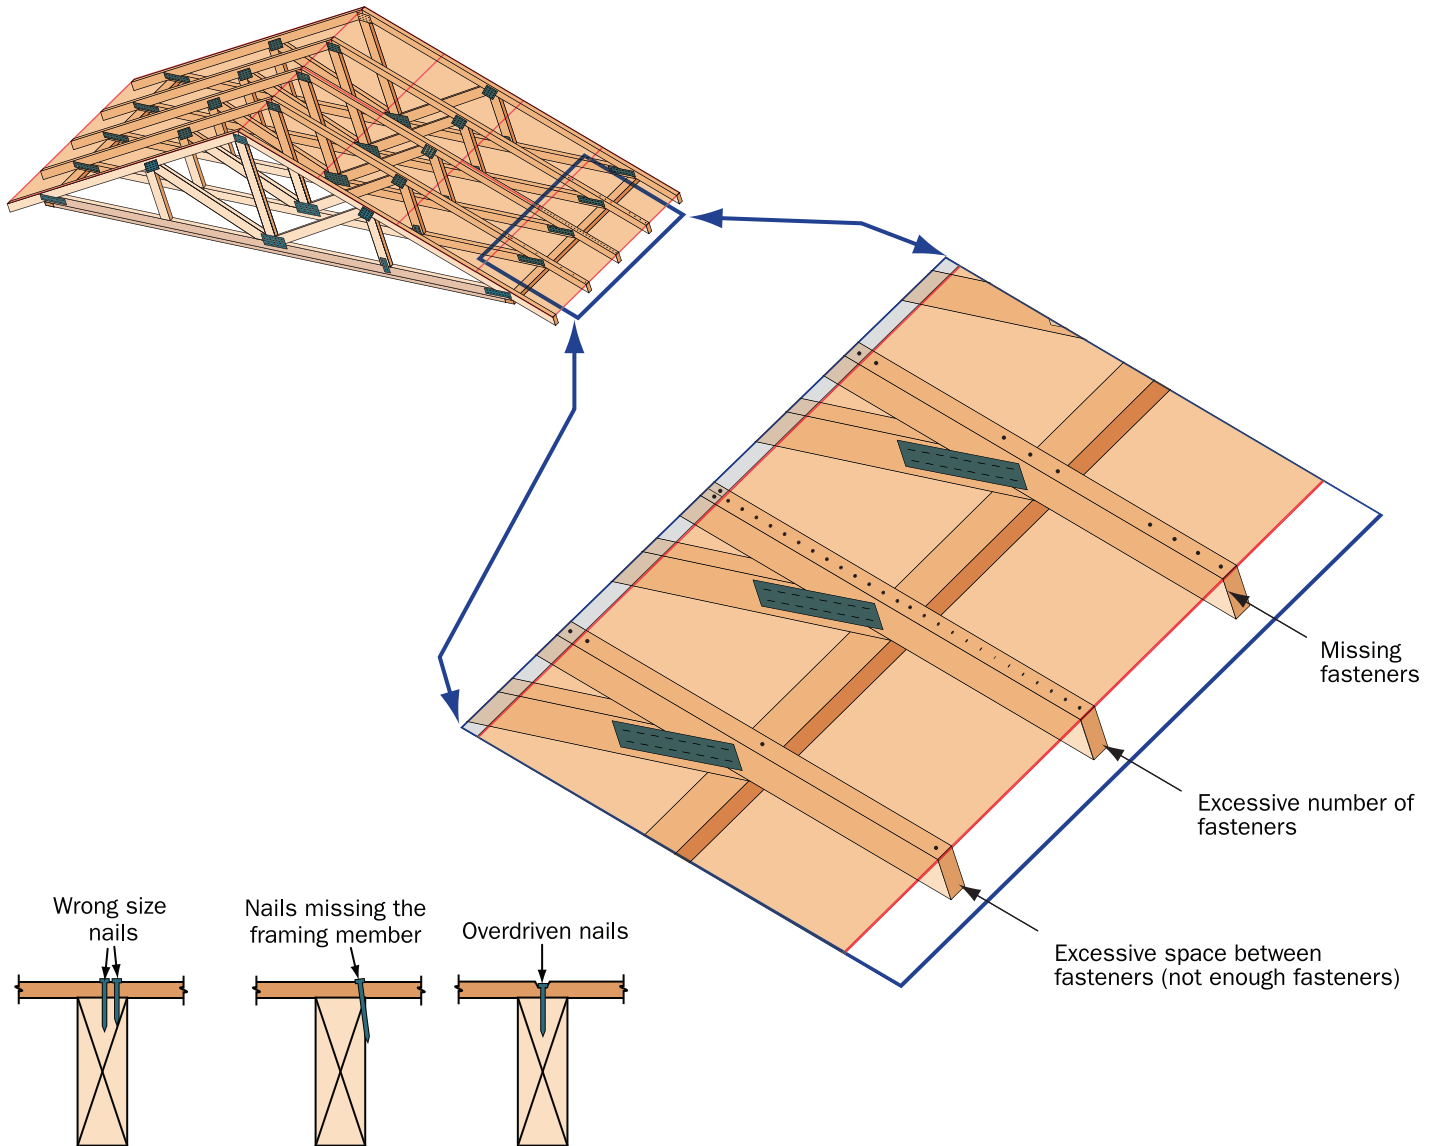 Missing
fasteners
Excessive number of
fasteners
Excessive space between
fasteners (not enough fasteners)
Wrong size
nails
Nails missing the
framing member
Overdriven nails